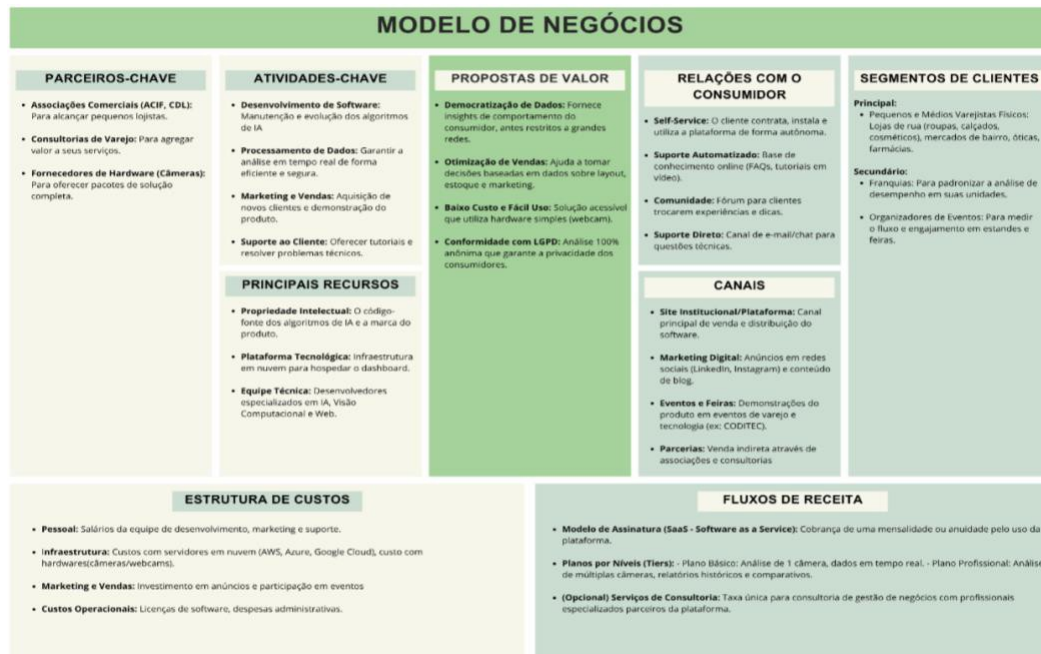 MODELO DE NEGÓCIOS
PARCEIROS-CHAVE
• Associações Comerciais (ACIF, CDL):
Para alcançar pequenos lojistas.
• Consultorias de Varejo: Para agregar
valor a seus serviços.
• Fornecedores de Hardware (Câmeras):
Para oferecer pacotes de solução
completa.
ATIVIDADES-CHAVE
• Desenvolvimento de Software:
Manutenção e evolução dos algoritmos
de IA
• Processamento de Dados: Garantir a
análise em tempo real de forma
eficiente e segura.
• Marketing e Vendas: Aquisição de
novos clientes e demonstração do
produto.
• Suporte ao Cliente: Oferecer tutoriais e
resolver problemas técnicos.
PRINCIPAIS RECURSOS
• Propriedade Intelectual: O código-
fonte dos algoritmos de IA e a marca do
produto.
• Plataforma Tecnológica: Infraestrutura
em nuvem para hospedar o dashboard.
• Equipe Técnica: Desenvolvedores
especializados em IA, Visão
Computacional e Web.
PROPOSTAS DE VALOR
• Democratização de Dados: Fornece
insights de comportamento do
consumidor, antes restritos a grandes
redes.
• Otimização de Vendas: Ajuda a tomar
decisões baseadas em dados sobre layout,
estoque e marketing.
• Baixo Custo e Fácil Uso: Solução acessível
que utiliza hardware simples (webcam).
• Conformidade com LGPD: Análise 100%
anônima que garante a privacidade dos
consumidores.
RELAÇÕES COM O
CONSUMIDOR
• Self-Service: O cliente contrata, instala e
utiliza a plataforma de forma autônoma.
• Suporte Automatizado: Base de
conhecimento online (FAQs, tutoriais em
vídeo).
• Comunidade: Fórum para clientes
trocarem experiências e dicas.
• Suporte Direto: Canal de e-mail/chat para
questões técnicas.
CANAIS
• Site Institucional/Plataforma: Canal
principal de venda e distribuição do
software.
• Marketing Digital: Anúncios em redes
sociais (LinkedIn, Instagram) e conteúdo
de blog.
• Eventos e Feiras: Demonstrações do
produto em eventos de varejo e
tecnologia (ex: CODITEC).
• Parcerias: Venda indireta através de
associações e consultorias
SEGMENTOS DE CLIENTES
Principal:
• Pequenos e Médios Varejistas Físicos:
Lojas de rua (roupas, calçados,
cosméticos), mercados de bairro, óticas,
farmácias.
Secundário:
• Franquias: Para padronizar a análise de
desempenho em suas unidades.
• Organizadores de Eventos: Para medir
o fluxo e engajamento em estandes e
feiras.
ESTRUTURA DE CUSTOS
• Pessoal: Salários da equipe de desenvolvimento, marketing e suporte.
• Infraestrutura: Custos com servidores em nuvem (AWS, Azure, Google Cloud), custo com
hardwares(câmeras/webcams).
• Marketing e Vendas: Investimento em anúncios e participação em eventos
• Custos Operacionais: Licenças de software, despesas administrativas.
FLUXOS DE RECEITA
• Modelo de Assinatura (SaaS - Software as a Service): Cobrança de uma mensalidade ou anuidade pelo uso da
plataforma.
• Planos por Níveis (Tiers): - Plano Básico: Análise de 1 câmera, dados em tempo real. - Plano Profissional: Análise
de múltiplas câmeras, relatórios históricos e comparativos.
• (Opcional) Serviços de Consultoria: Taxa única para consultoria de gestão de negócios com profissionais
especializados parceiros da plataforma.